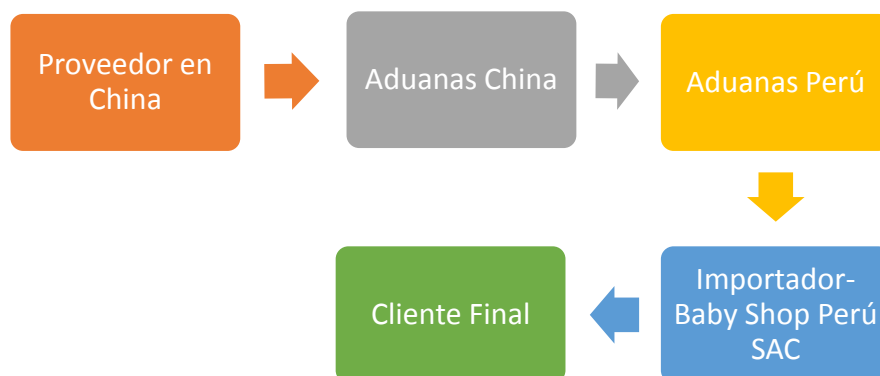 Proveedor en
China
Aduanas China
Aduanas Perú
Importador-
Baby Shop Perú
SAC
Cliente Final